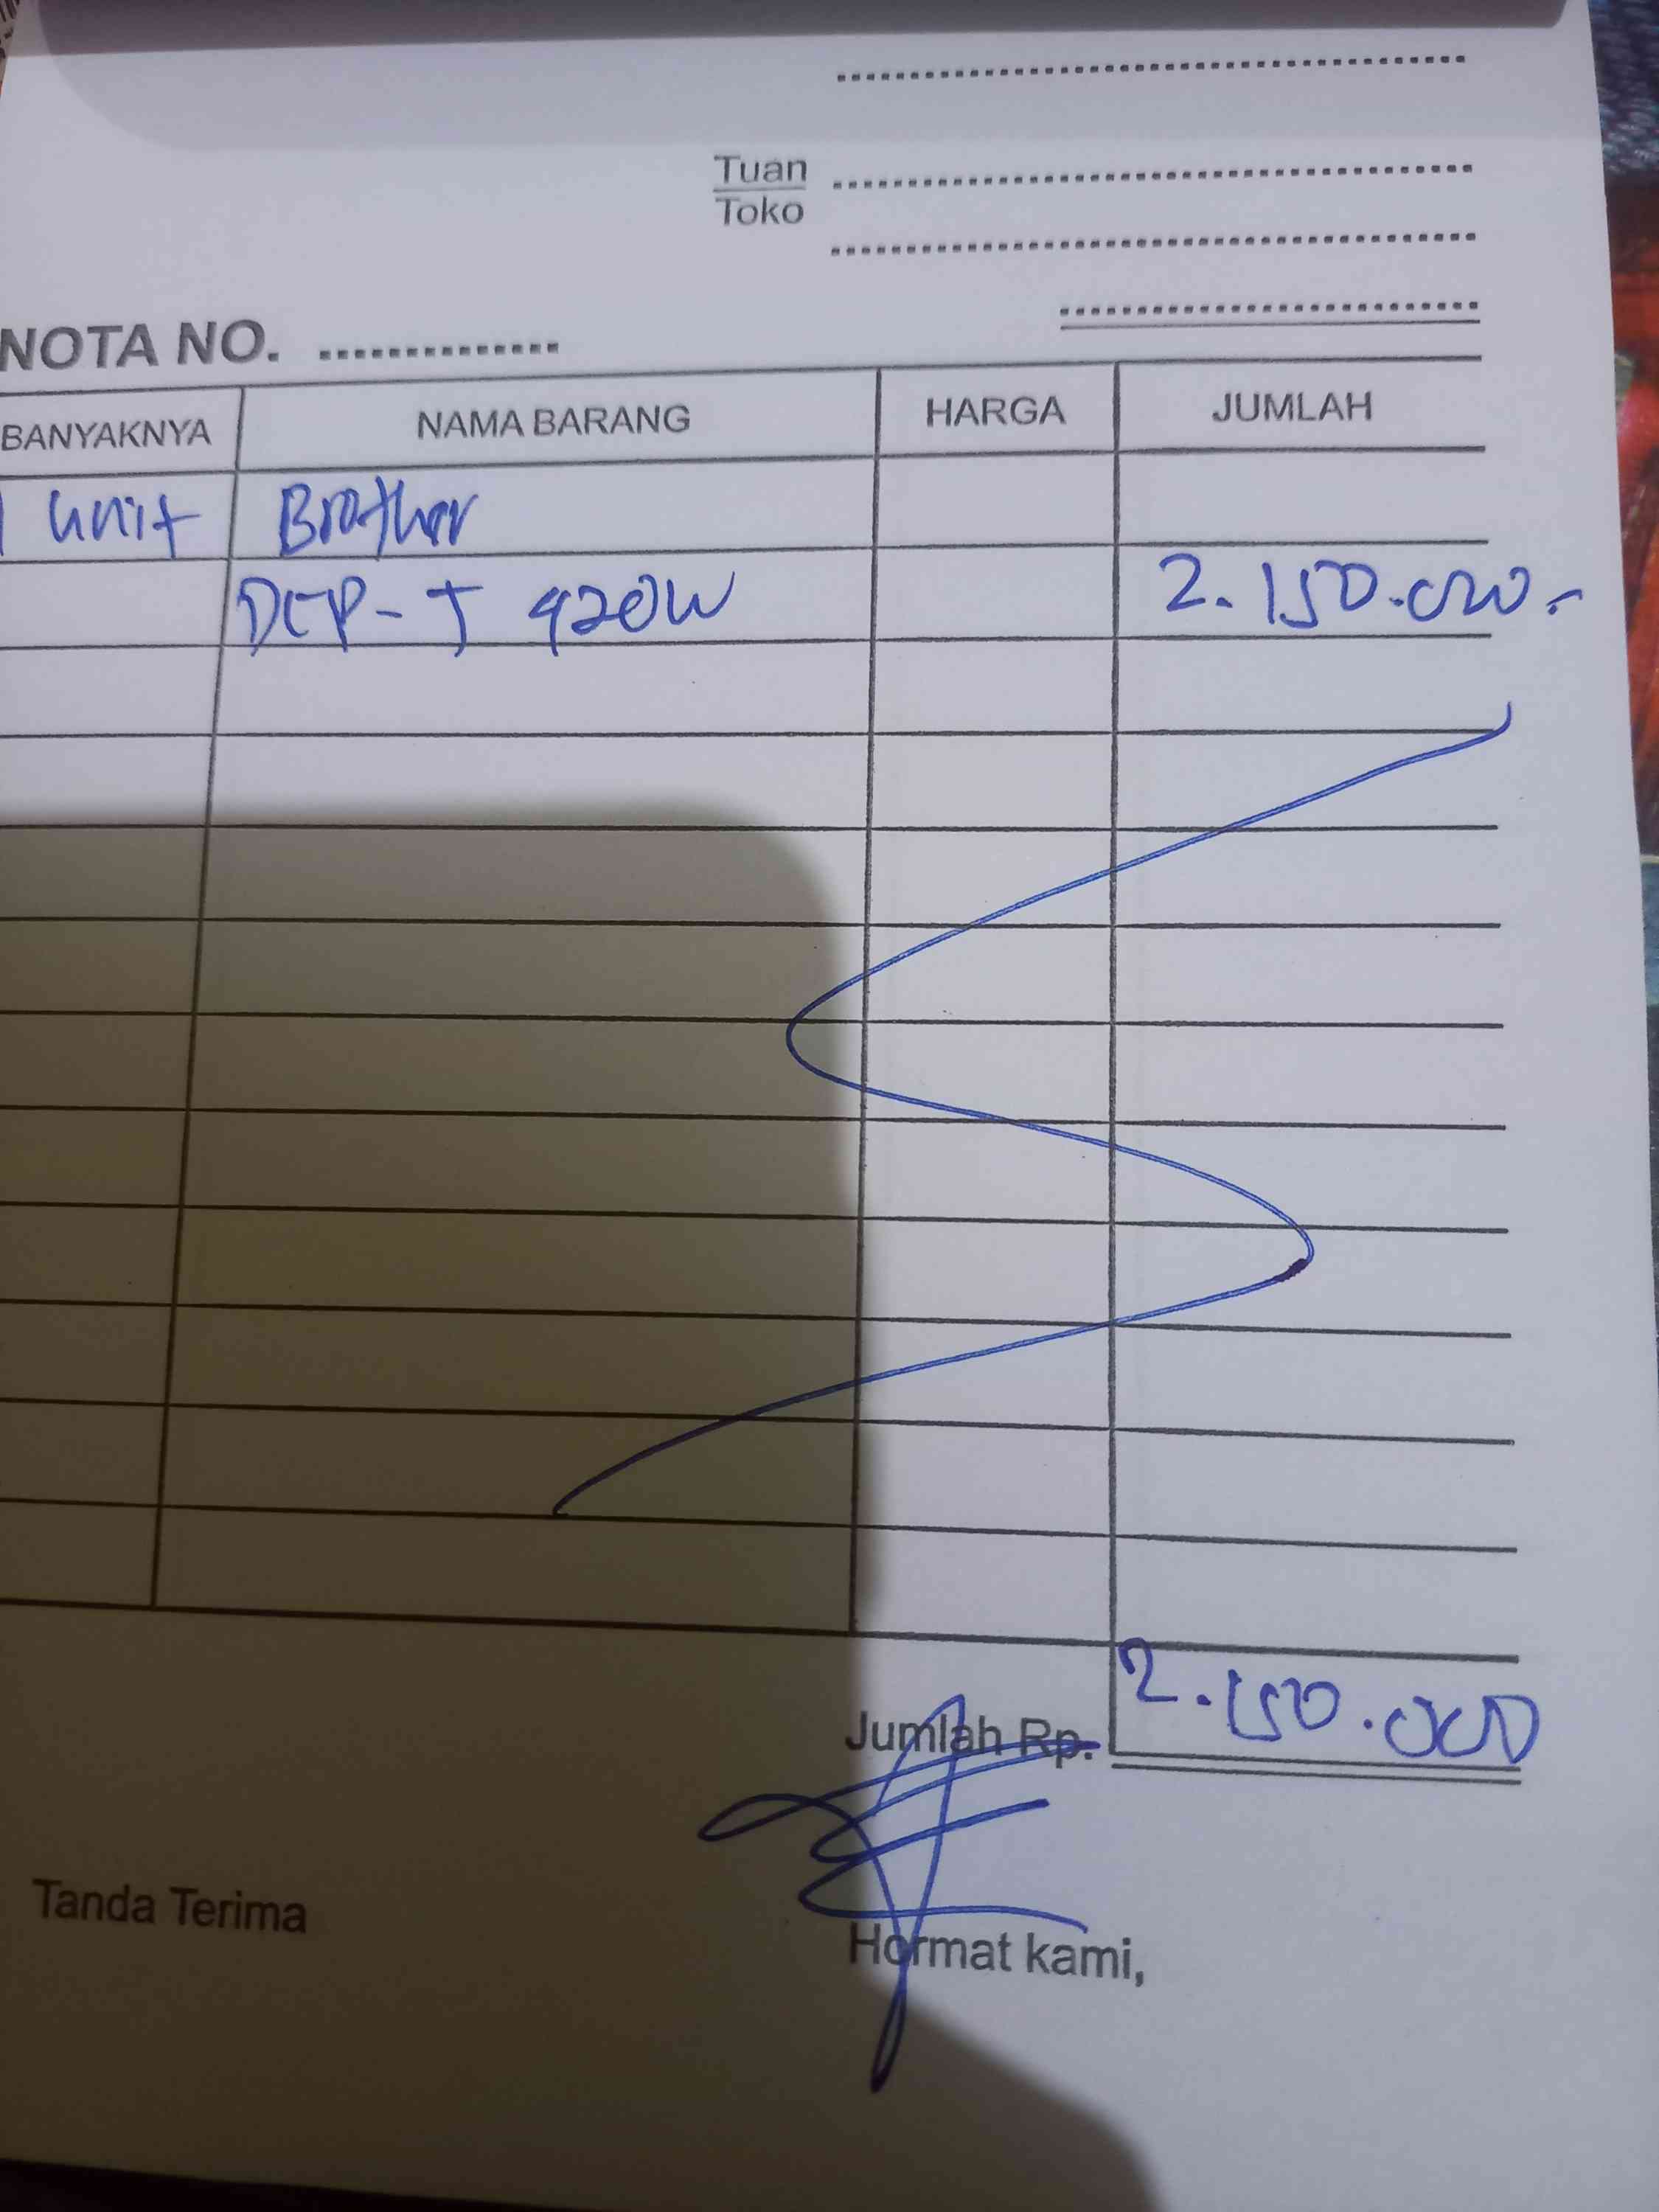 Tuan
Toko
NOTA NO. ...............
BANYAKNYA NAMA BARANG HARGA JUMLAH
1 unit Brother
DCP-T 920W 2.150.000.-
Jumlah Rp. 2.150.000
Tanda Terima
Hormat kami,